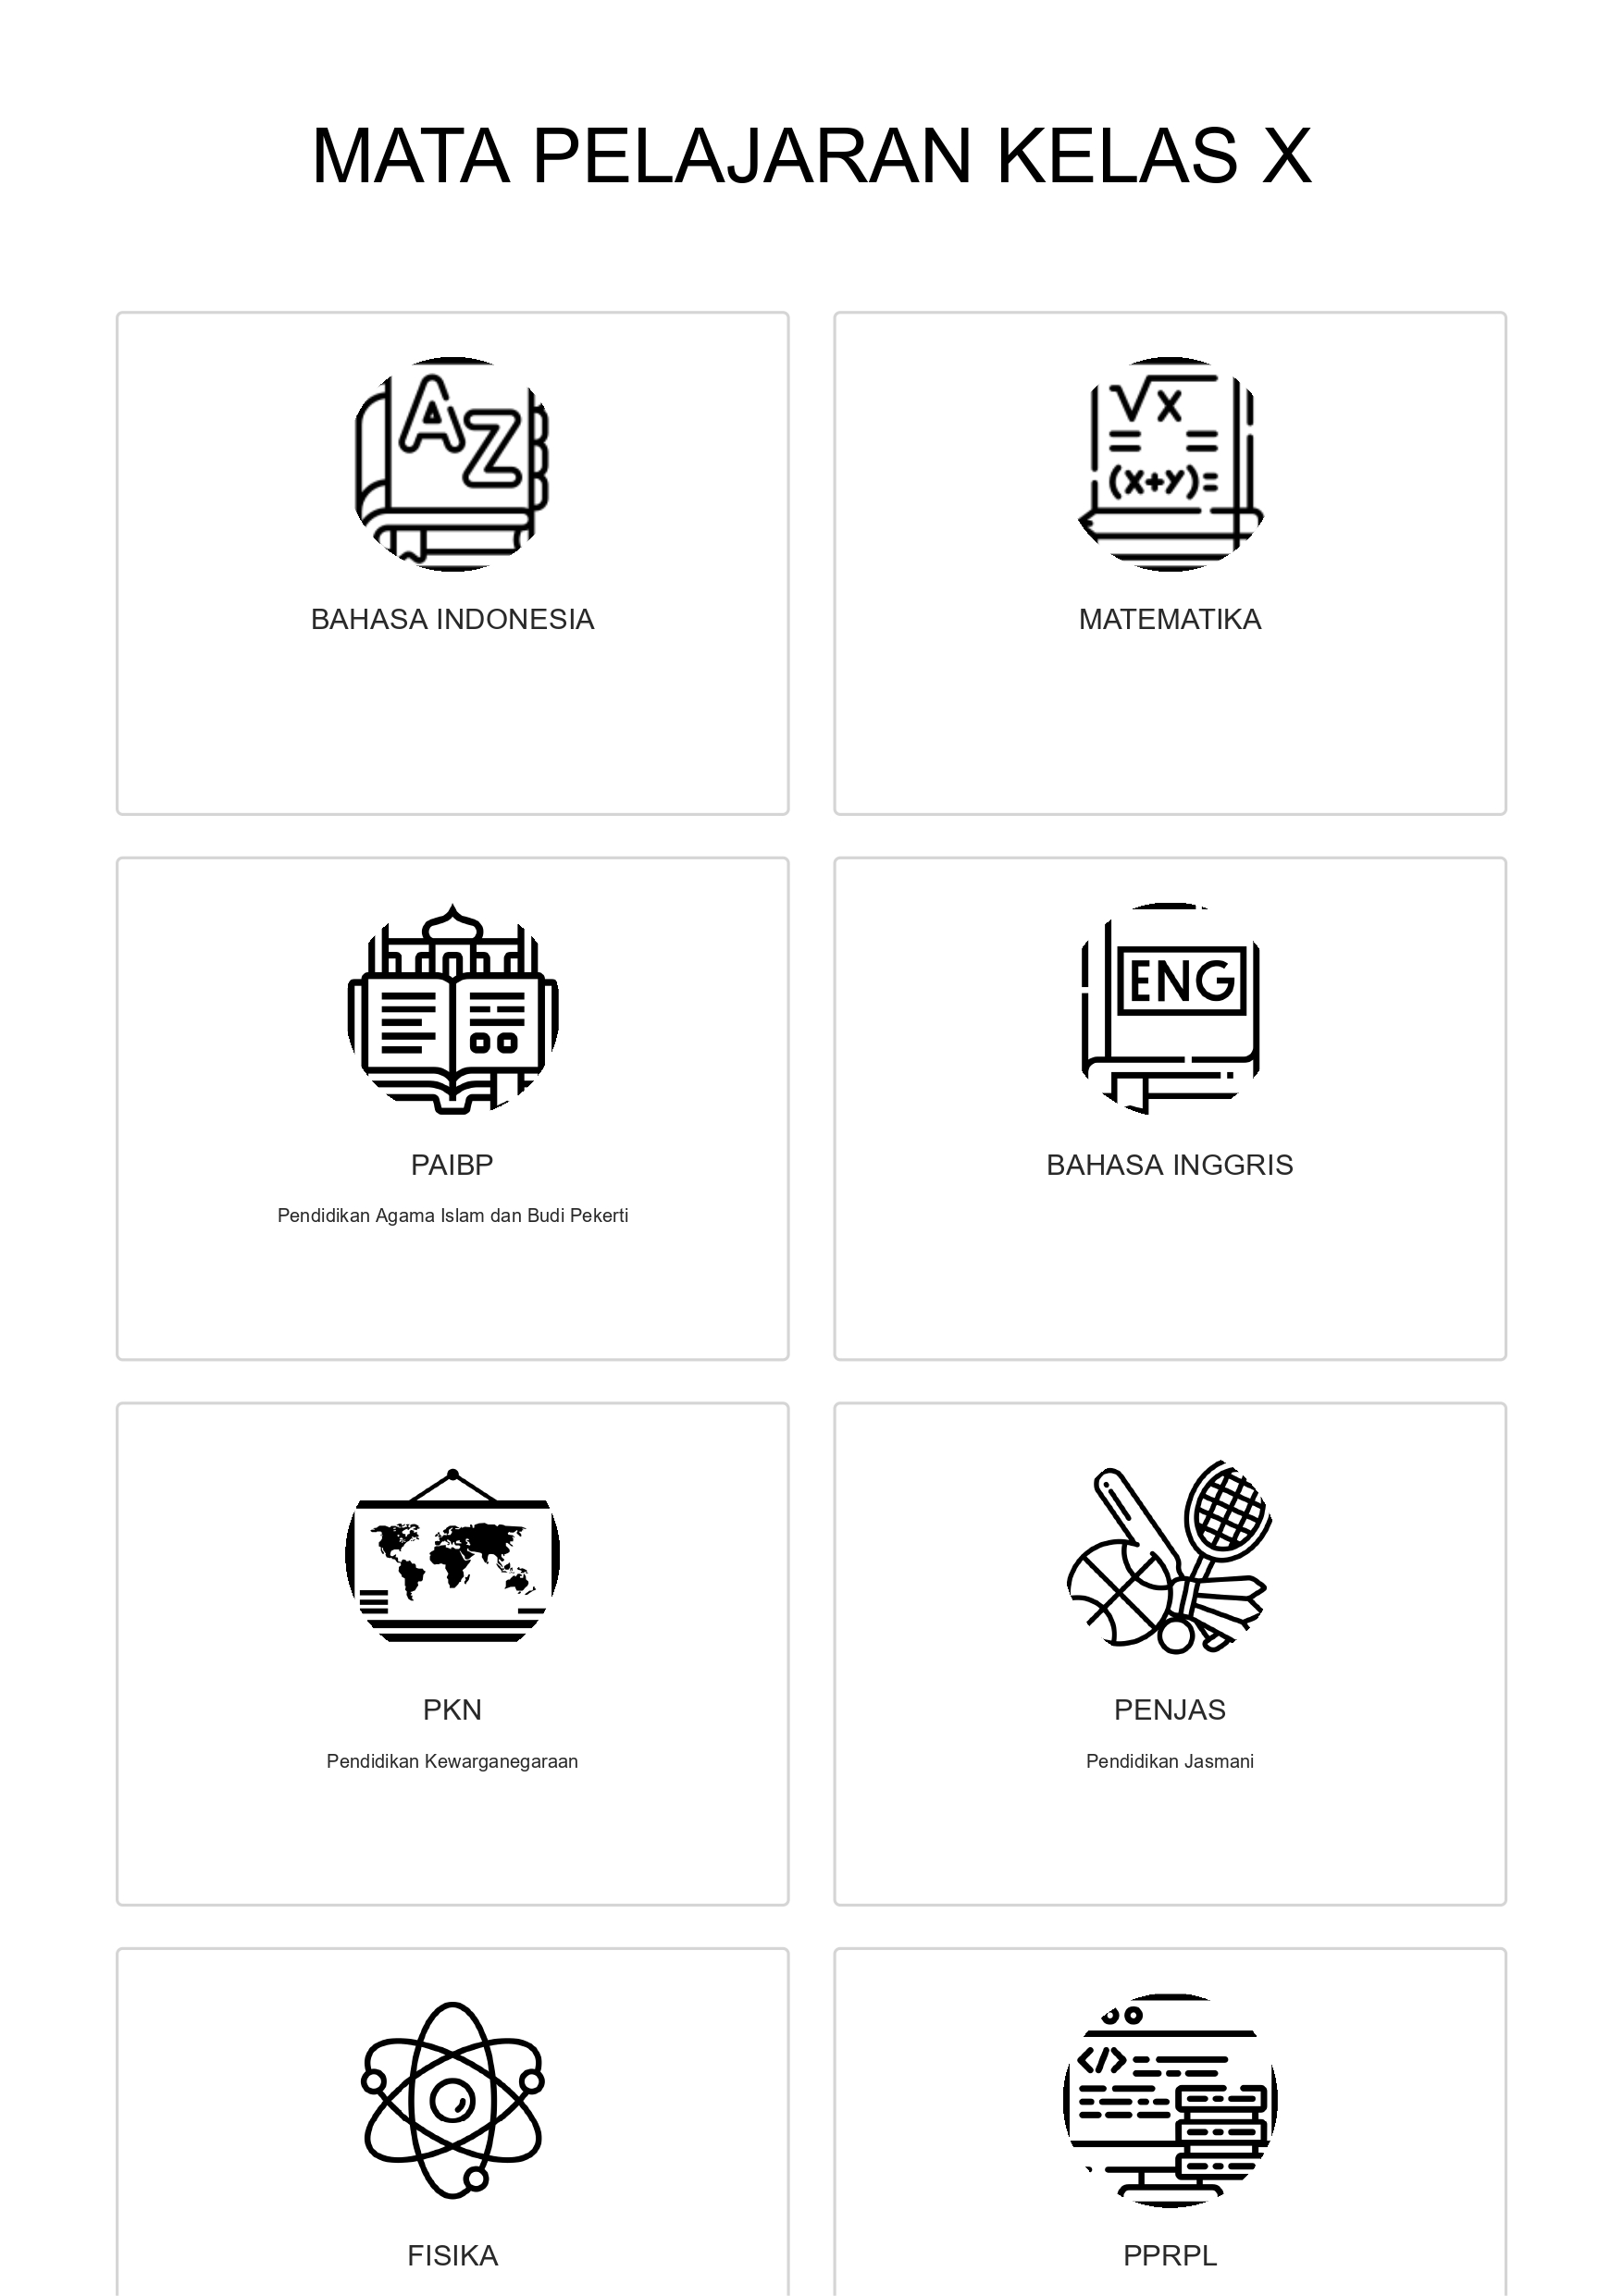 MATA PELAJARAN KELAS X
AZ
BAHASA INDONESIA
√x
= =
(x+y)=
MATEMATIKA
PAIBP
Pendidikan Agama Islam dan Budi Pekerti
ENG
BAHASA INGGRIS
PKN
Pendidikan Kewarganegaraan
PENJAS
Pendidikan Jasmani
FISIKA
</>
PPRPL